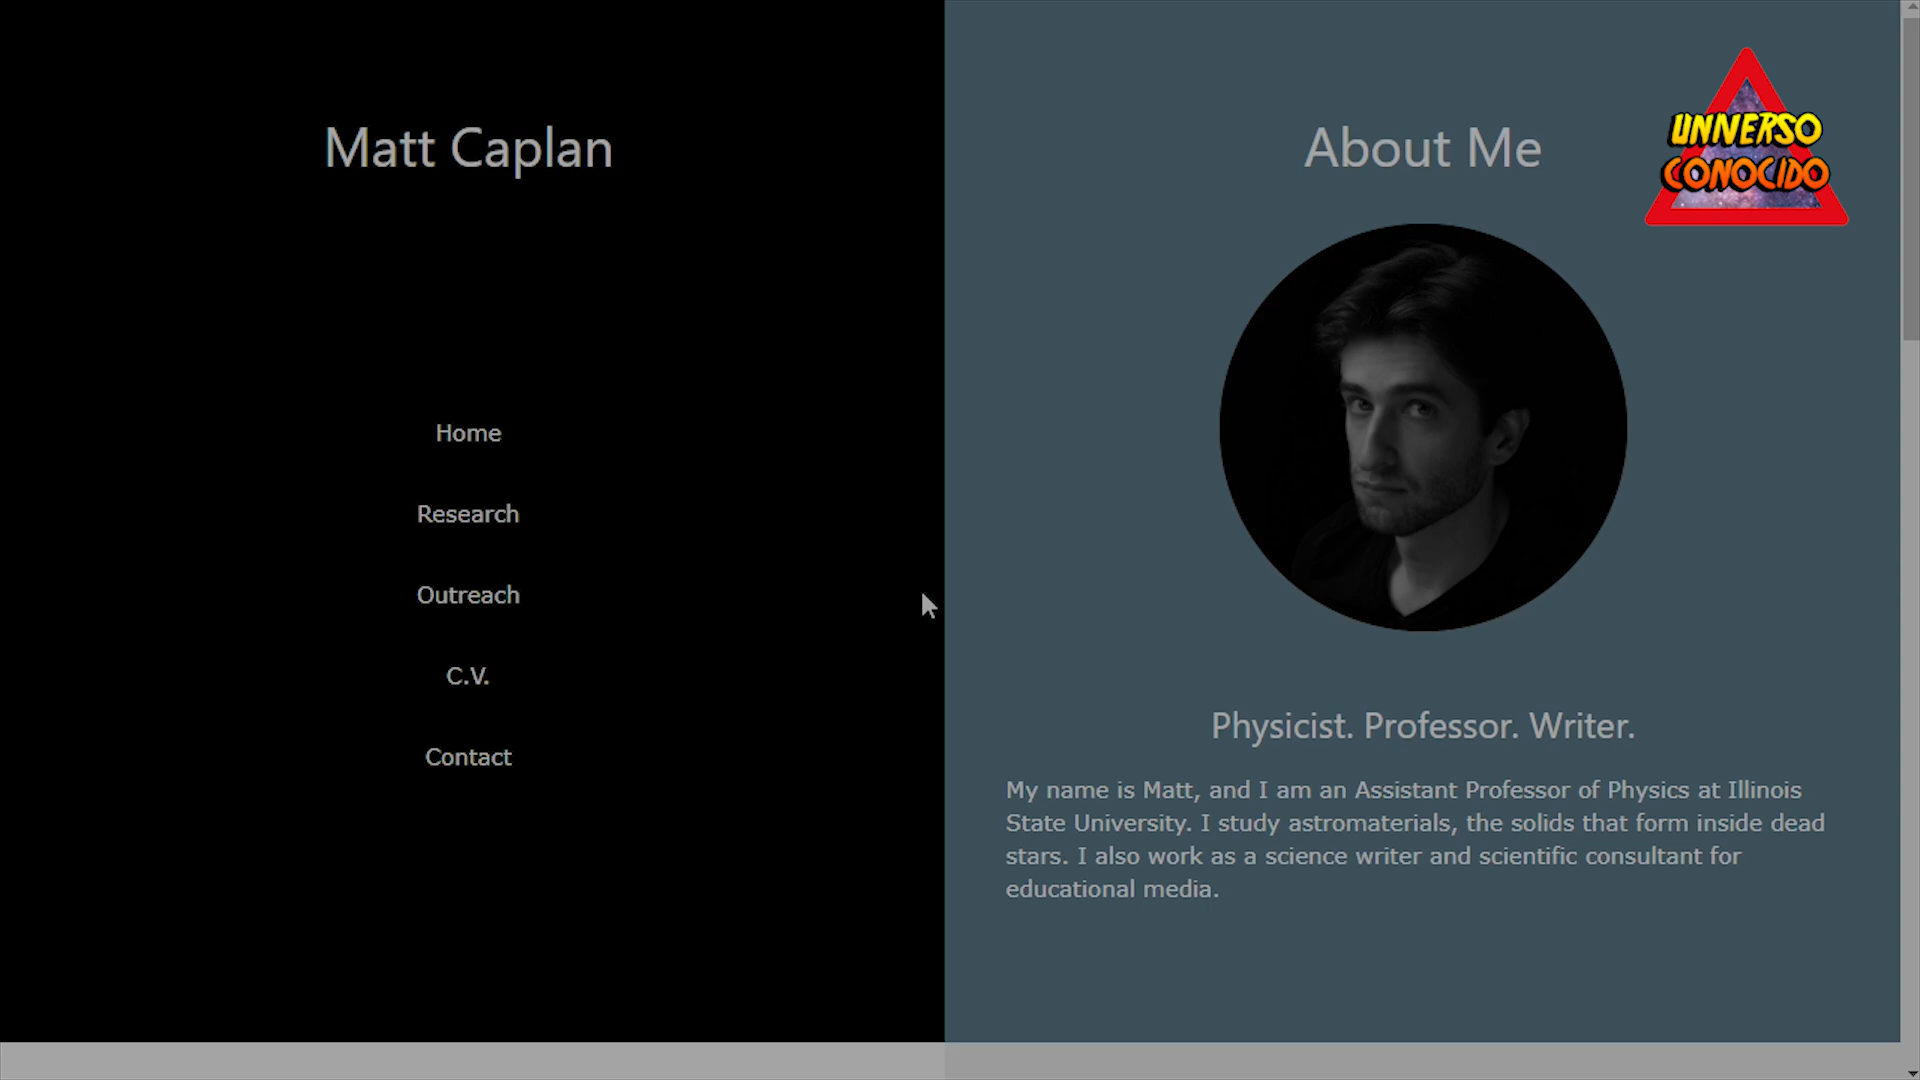 Matt Caplan
Home
Research
Outreach
C.V.
Contact
About Me
UNNERSO
CONOCIDO
Physicist. Professor. Writer.
My name is Matt, and I am an Assistant Professor of Physics at Illinois
State University. I study astromaterials, the solids that form inside dead
stars. I also work as a science writer and scientific consultant for
educational media.